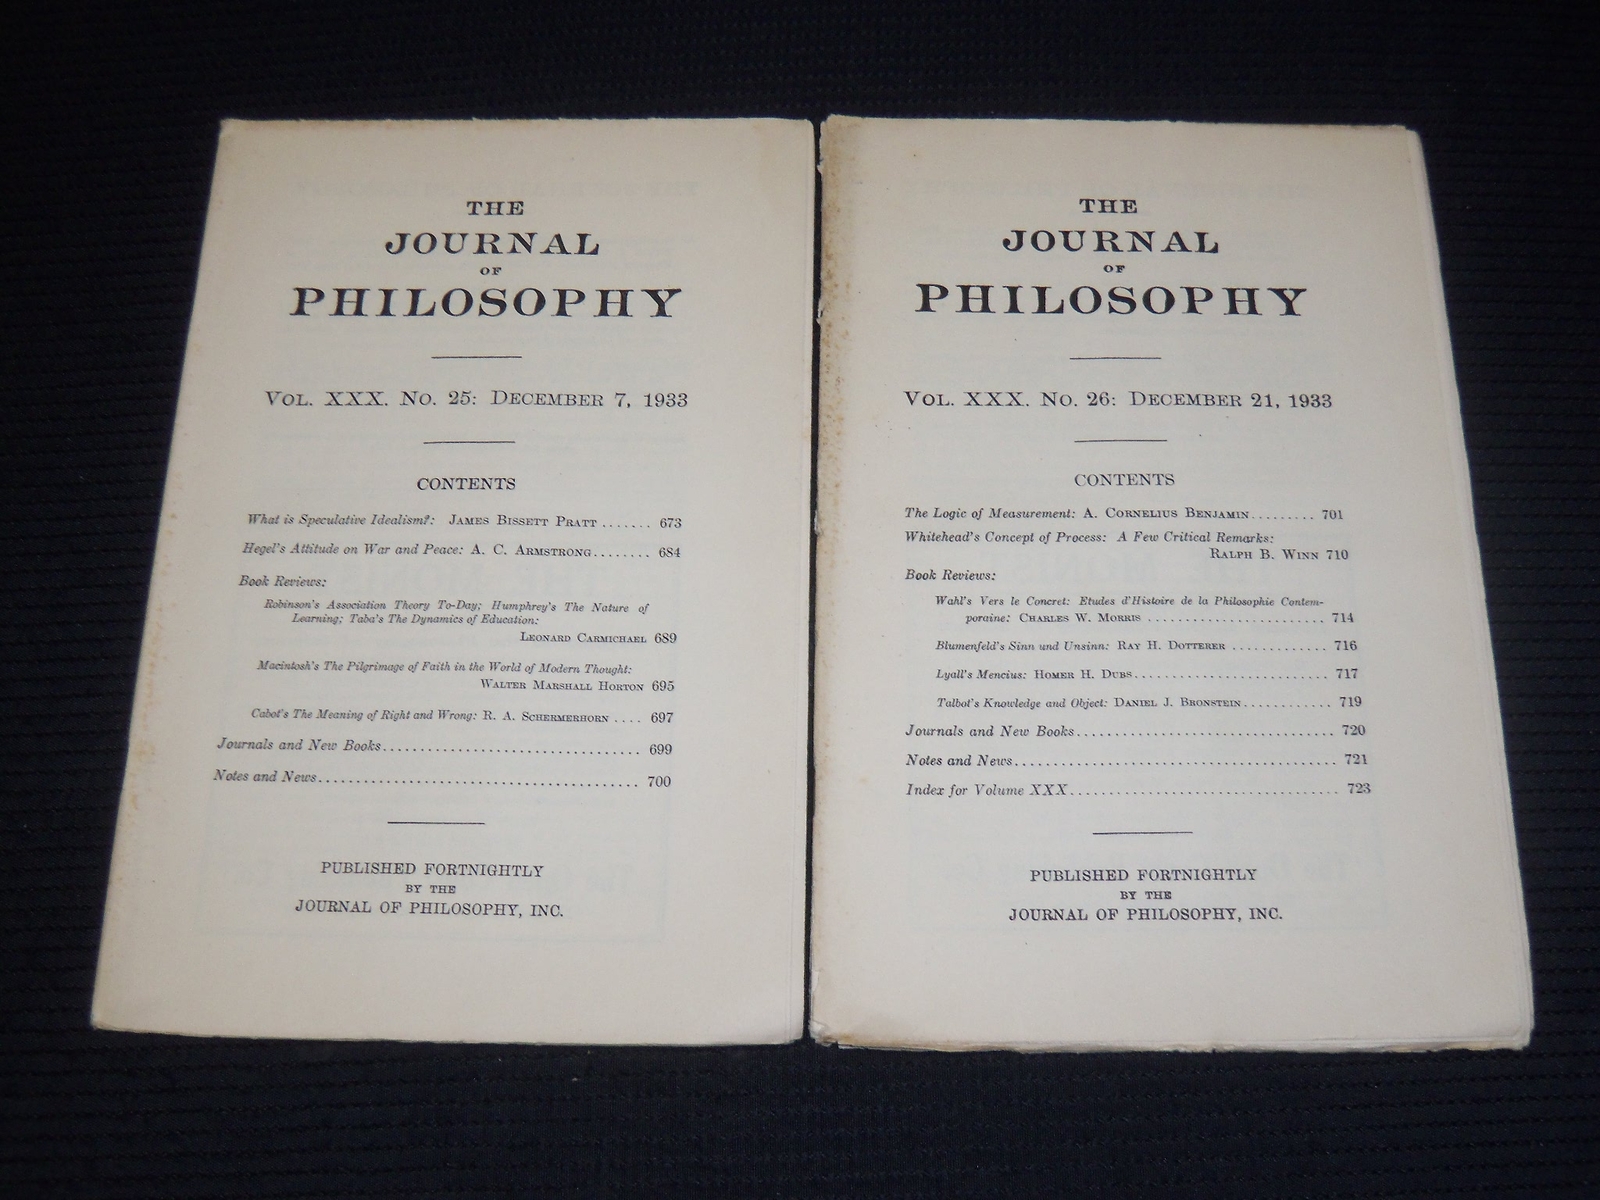 THE
JOURNAL
OF
PHILOSOPHY
VOL. XXX. NO. 25: DECEMBER 7, 1933
CONTENTS
What is Speculative Idealism?: JAMES BISSETT PRATT ....... 673
Hegel's Attitude on War and Peace: A. C. ARMSTRONG........ 684
Book Reviews:
Robinson's Association Theory To-Day; Humphrey's The Nature of
Learning; Taba's The Dynamics of Education:
LEONARD CARMICHAEL 689
Macintosh's The Pilgrimage of Faith in the World of Modern Thought:
WALTER MARSHALL HORTON 695
Cabot's The Meaning of Right and Wrong: R. A. SCHERMERHORN .... 697
Journals and New Books.................................. 699
Notes and News.......................................... 700
PUBLISHED FORTNIGHTLY
BY THE
JOURNAL OF PHILOSOPHY, INC.
THE
JOURNAL
OF
PHILOSOPHY
VOL. XXX. NO. 26: DECEMBER 21, 1933
CONTENTS
The Logic of Measurement: A. CORNELIUS BENJAMIN......... 701
Whitehead's Concept of Process: A Few Critical Remarks:
RALPH B. WINN 710
Book Reviews:
Wahl's Vers le Concret: Etudes d'Histoire de la Philosophie Contem-
poraine: CHARLES W. MORRIS ........................ 714
Blumenfeld's Sinn und Unsinn: RAY H. DOTTERER ............. 716
Lyall's Mencius: HOMER H. DUBS............................ 717
Talbot's Knowledge and Object: DANIEL J. BRONSTEIN............ 719
Journals and New Books.................................. 720
Notes and News.......................................... 721
Index for Volume XXX................................... 723
PUBLISHED FORTNIGHTLY
BY THE
JOURNAL OF PHILOSOPHY, INC.